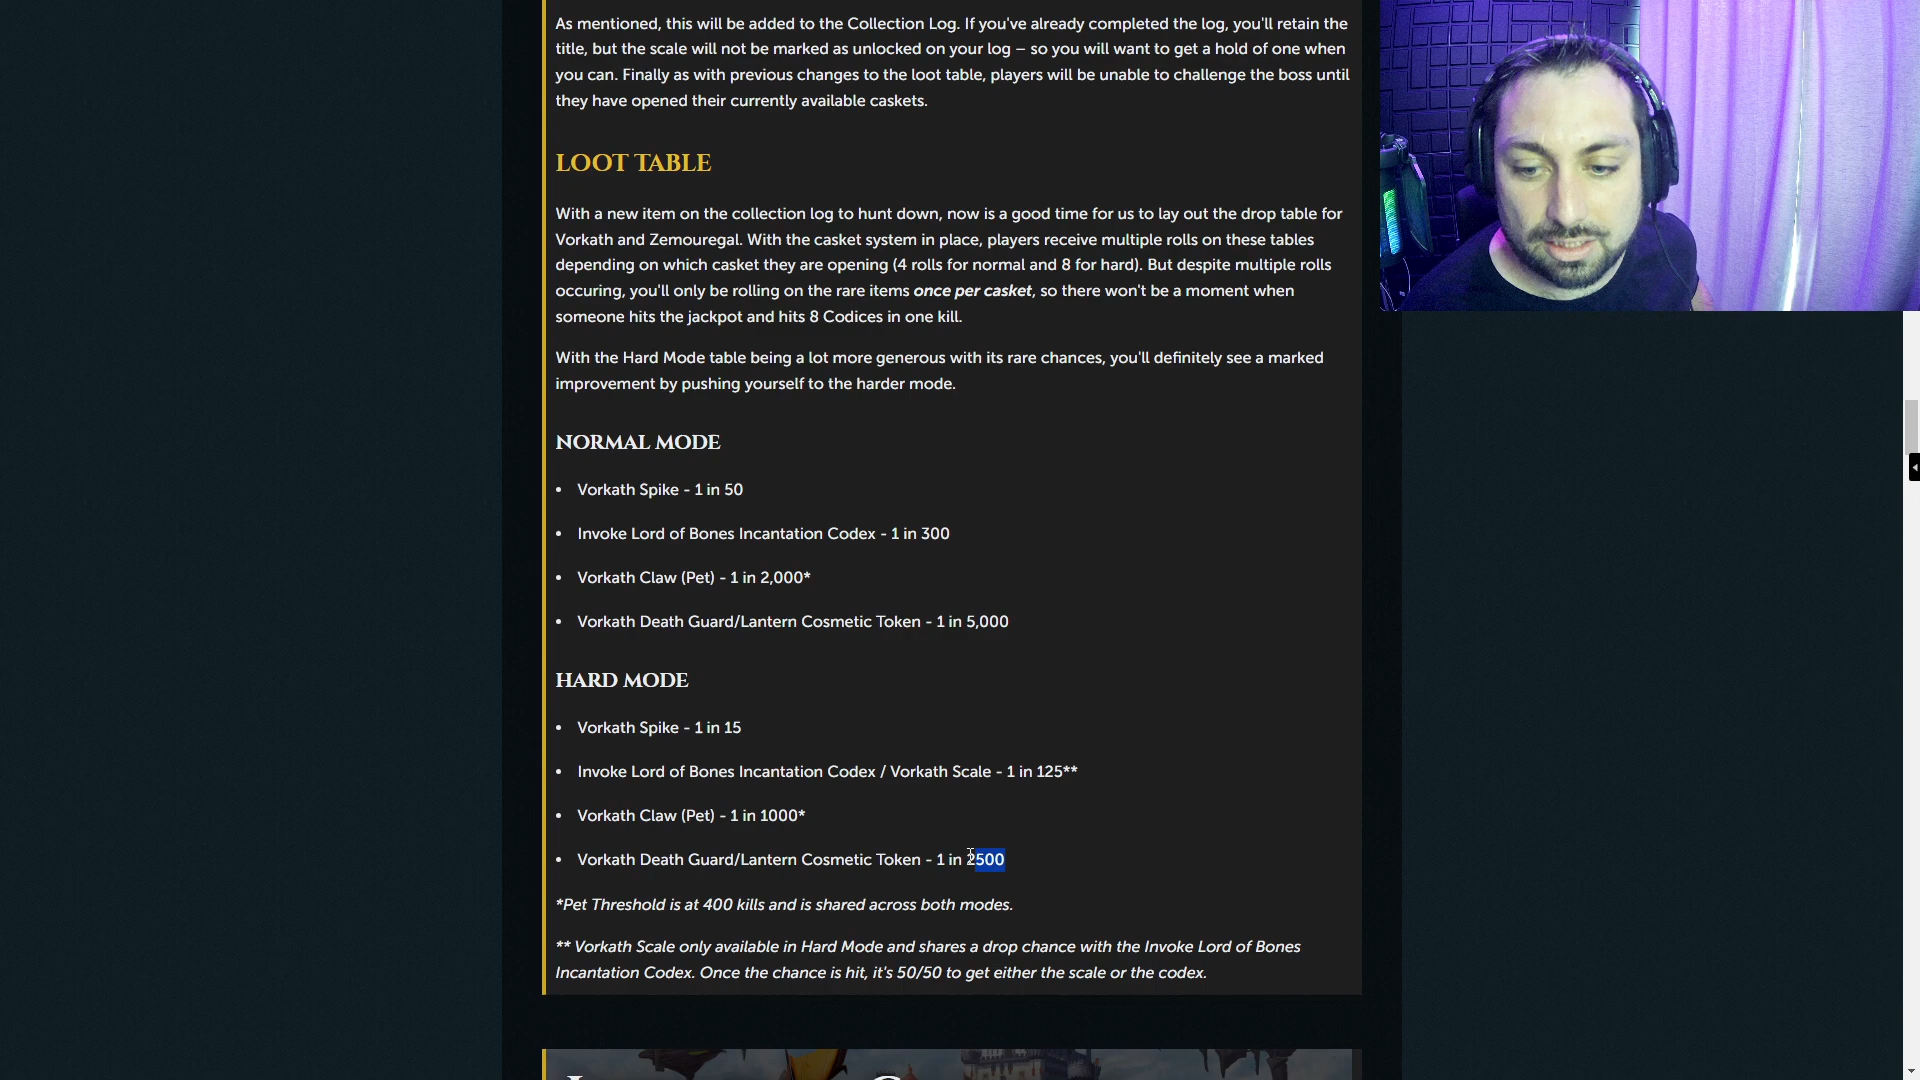 As mentioned, this will be added to the Collection Log. If you've already completed the log, you'll retain the
title, but the scale will not be marked as unlocked on your log – so you will want to get a hold of one when
you can. Finally as with previous changes to the loot table, players will be unable to challenge the boss until
they have opened their currently available caskets.
LOOT TABLE
With a new item on the collection log to hunt down, now is a good time for us to lay out the drop table for
Vorkath and Zemouregal. With the casket system in place, players receive multiple rolls on these tables
depending on which casket they are opening (4 rolls for normal and 8 for hard). But despite multiple rolls
occuring, you'll only be rolling on the rare items once per casket, so there won't be a moment when
someone hits the jackpot and hits 8 Codices in one kill.
With the Hard Mode table being a lot more generous with its rare chances, you'll definitely see a marked
improvement by pushing yourself to the harder mode.
NORMAL MODE
• Vorkath Spike - 1 in 50
• Invoke Lord of Bones Incantation Codex - 1 in 300
• Vorkath Claw (Pet) - 1 in 2,000*
• Vorkath Death Guard/Lantern Cosmetic Token - 1 in 5,000
HARD MODE
• Vorkath Spike - 1 in 15
• Invoke Lord of Bones Incantation Codex / Vorkath Scale - 1 in 125**
• Vorkath Claw (Pet) - 1 in 1000*
• Vorkath Death Guard/Lantern Cosmetic Token - 1 in 2500
*Pet Threshold is at 400 kills and is shared across both modes.
** Vorkath Scale only available in Hard Mode and shares a drop chance with the Invoke Lord of Bones
Incantation Codex. Once the chance is hit, it's 50/50 to get either the scale or the codex.